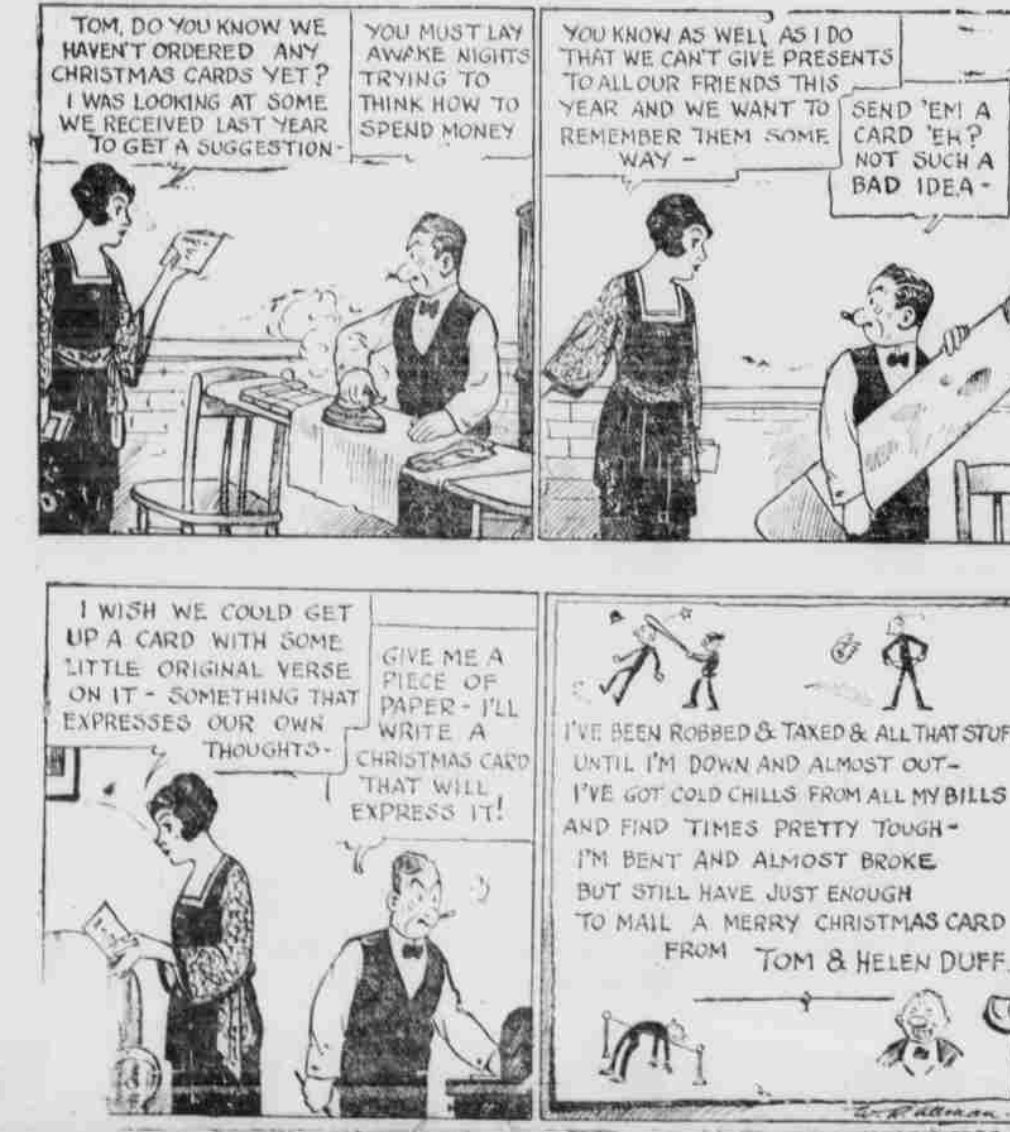 TOM, DO YOU KNOW WE
HAVEN'T ORDERED ANY
CHRISTMAS CARDS YET?
I WAS LOOKING AT SOME
WE RECEIVED LAST YEAR
TO GET A SUGGESTION-
YOU MUST LAY
AWAKE NIGHTS
TRYING TO
THINK HOW TO
SPEND MONEY
YOU KNOW AS WELL AS I DO
THAT WE CAN'T GIVE PRESENTS
TO ALL OUR FRIENDS THIS
YEAR AND WE WANT TO
REMEMBER THEM SOME
WAY -
SEND 'EM A
CARD 'EH?
NOT SUCH A
BAD IDEA -
I WISH WE COULD GET
UP A CARD WITH SOME
LITTLE ORIGINAL VERSE
ON IT - SOMETHING THAT
EXPRESSES OUR OWN
THOUGHTS-
GIVE ME A
PIECE OF
PAPER - I'LL
WRITE A
CHRISTMAS CARD
THAT WILL
EXPRESS IT!
I'VE BEEN ROBBED & TAXED & ALL THAT STUF
UNTIL I'M DOWN AND ALMOST OUT-
I'VE GOT COLD CHILLS FROM ALL MY BILLS
AND FIND TIMES PRETTY TOUGH-
I'M BENT AND ALMOST BROKE
BUT STILL HAVE JUST ENOUGH
TO MAIL A MERRY CHRISTMAS CARD
FROM TOM & HELEN DUFF.